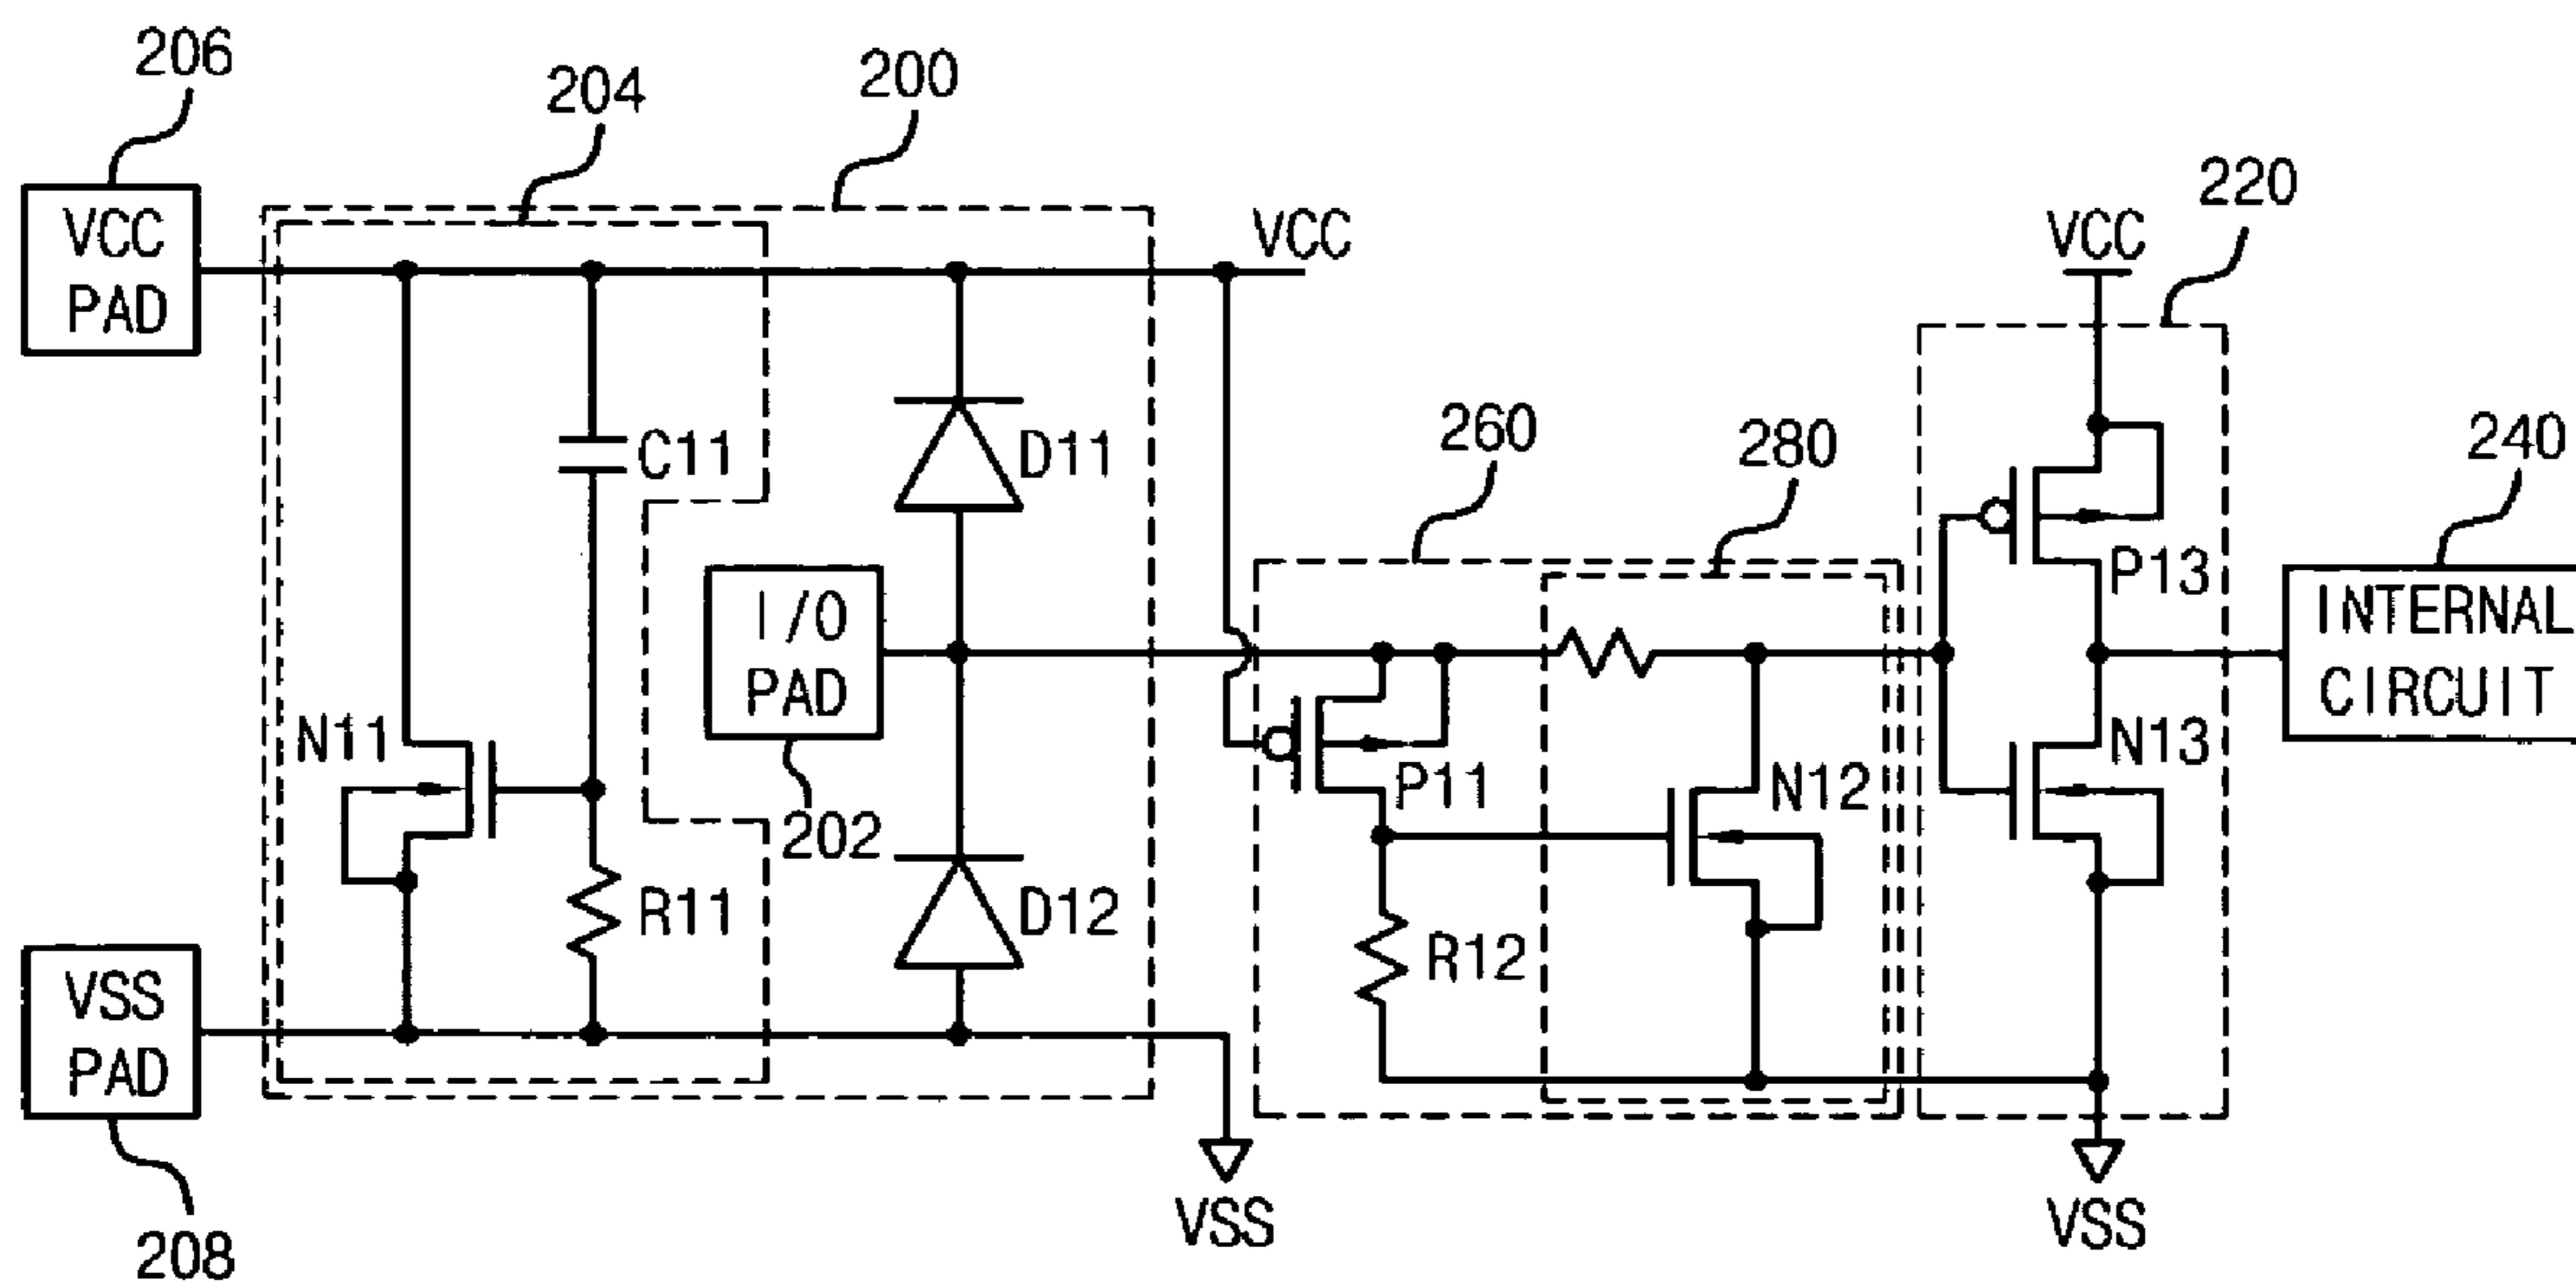 206
204
200
220
VCC
PAD
VCC
VCC
C11
D11
260
280
240
I/O
PAD
202
N11
R11
D12
P11
R12
N12
P13
N13
INTERNAL
CIRCUIT
VSS
PAD
208
VSS
VSS